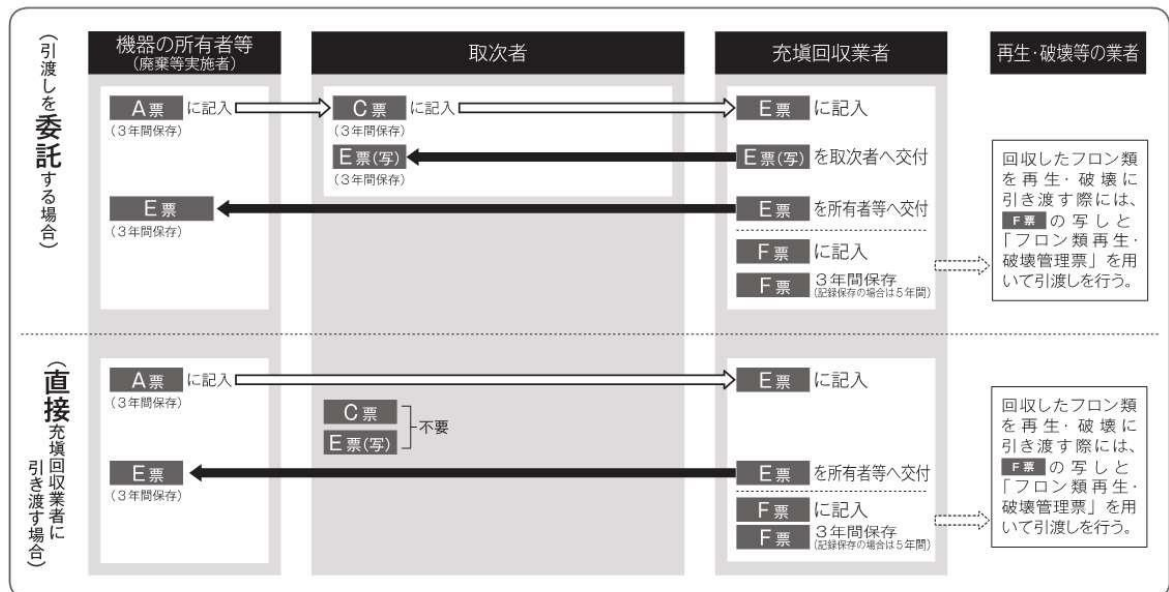 機器の所有者等
(廃棄等実施者)
取次者
充塡回収業者
再生・破壊等の業者
(引渡しを委託する場合)
A票 に記入
(3年間保存)
C票 に記入
(3年間保存)
E票 に記入
E票(写)
(3年間保存)
E票(写) を取次者へ交付
E票
(3年間保存)
E票 を所有者等へ交付
F票 に記入
F票 3年間保存
(記録保存の場合は5年間)
回収したフロン類
を再生・破壊に
引き渡す際には、
F票 の写しと
「フロン類再生・
破壊管理票」を用
いて引渡しを行う。
(直接充塡回収業者に
引き渡す場合)
A票 に記入
(3年間保存)
E票 に記入
C票
E票(写)
不要
E票
(3年間保存)
E票 を所有者等へ交付
F票 に記入
F票 3年間保存
(記録保存の場合は5年間)
回収したフロン類
を再生・破壊に
引き渡す際には、
F票 の写しと
「フロン類再生・
破壊管理票」を用
いて引渡しを行う。